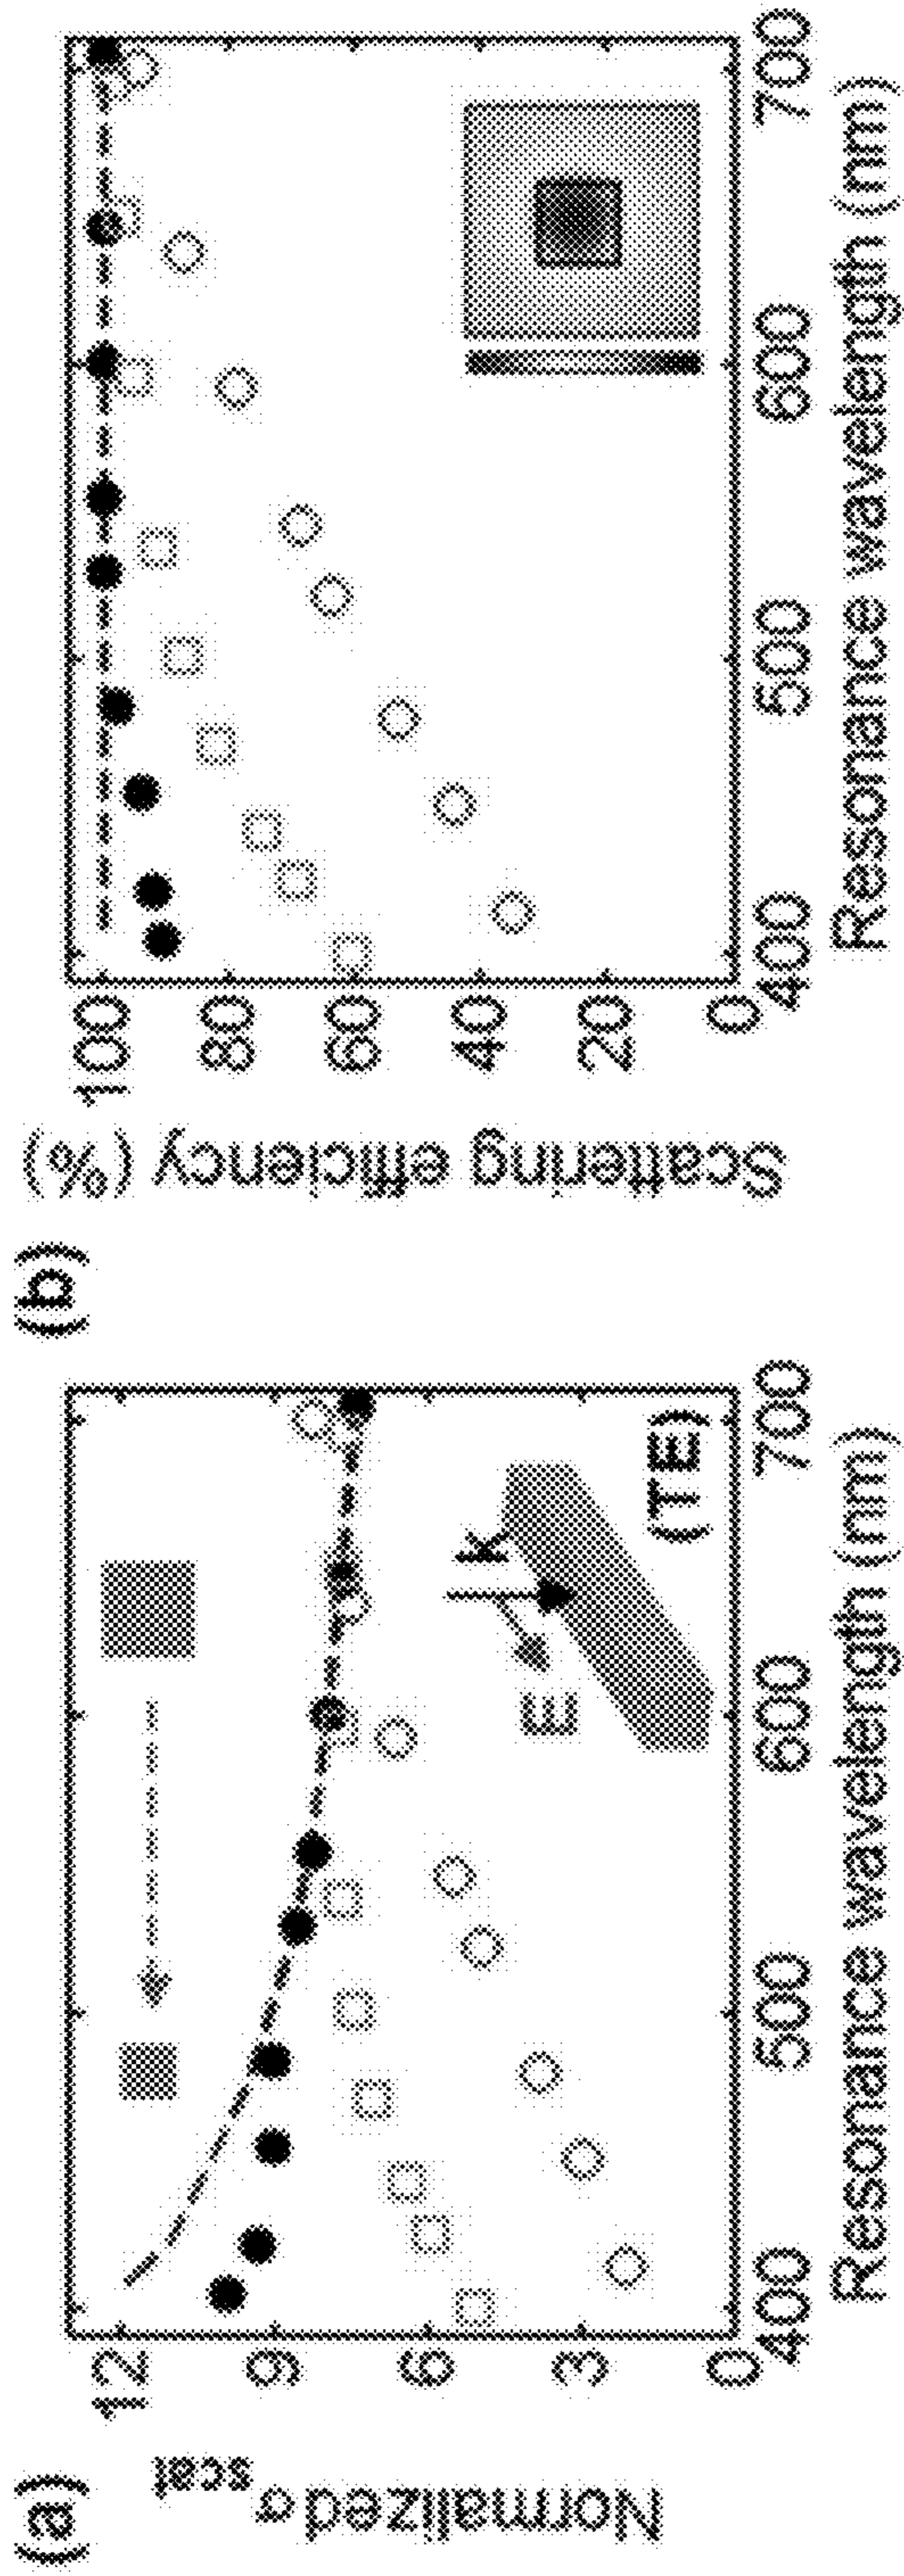 (a)
Normalized σscat
12
9
6
3
0
400
500
600
700
Resonance wavelength (nm)
E
k
(TE)
(b)
Scattering efficiency (%)
100
80
60
40
20
0
400
500
600
700
Resonance wavelength (nm)